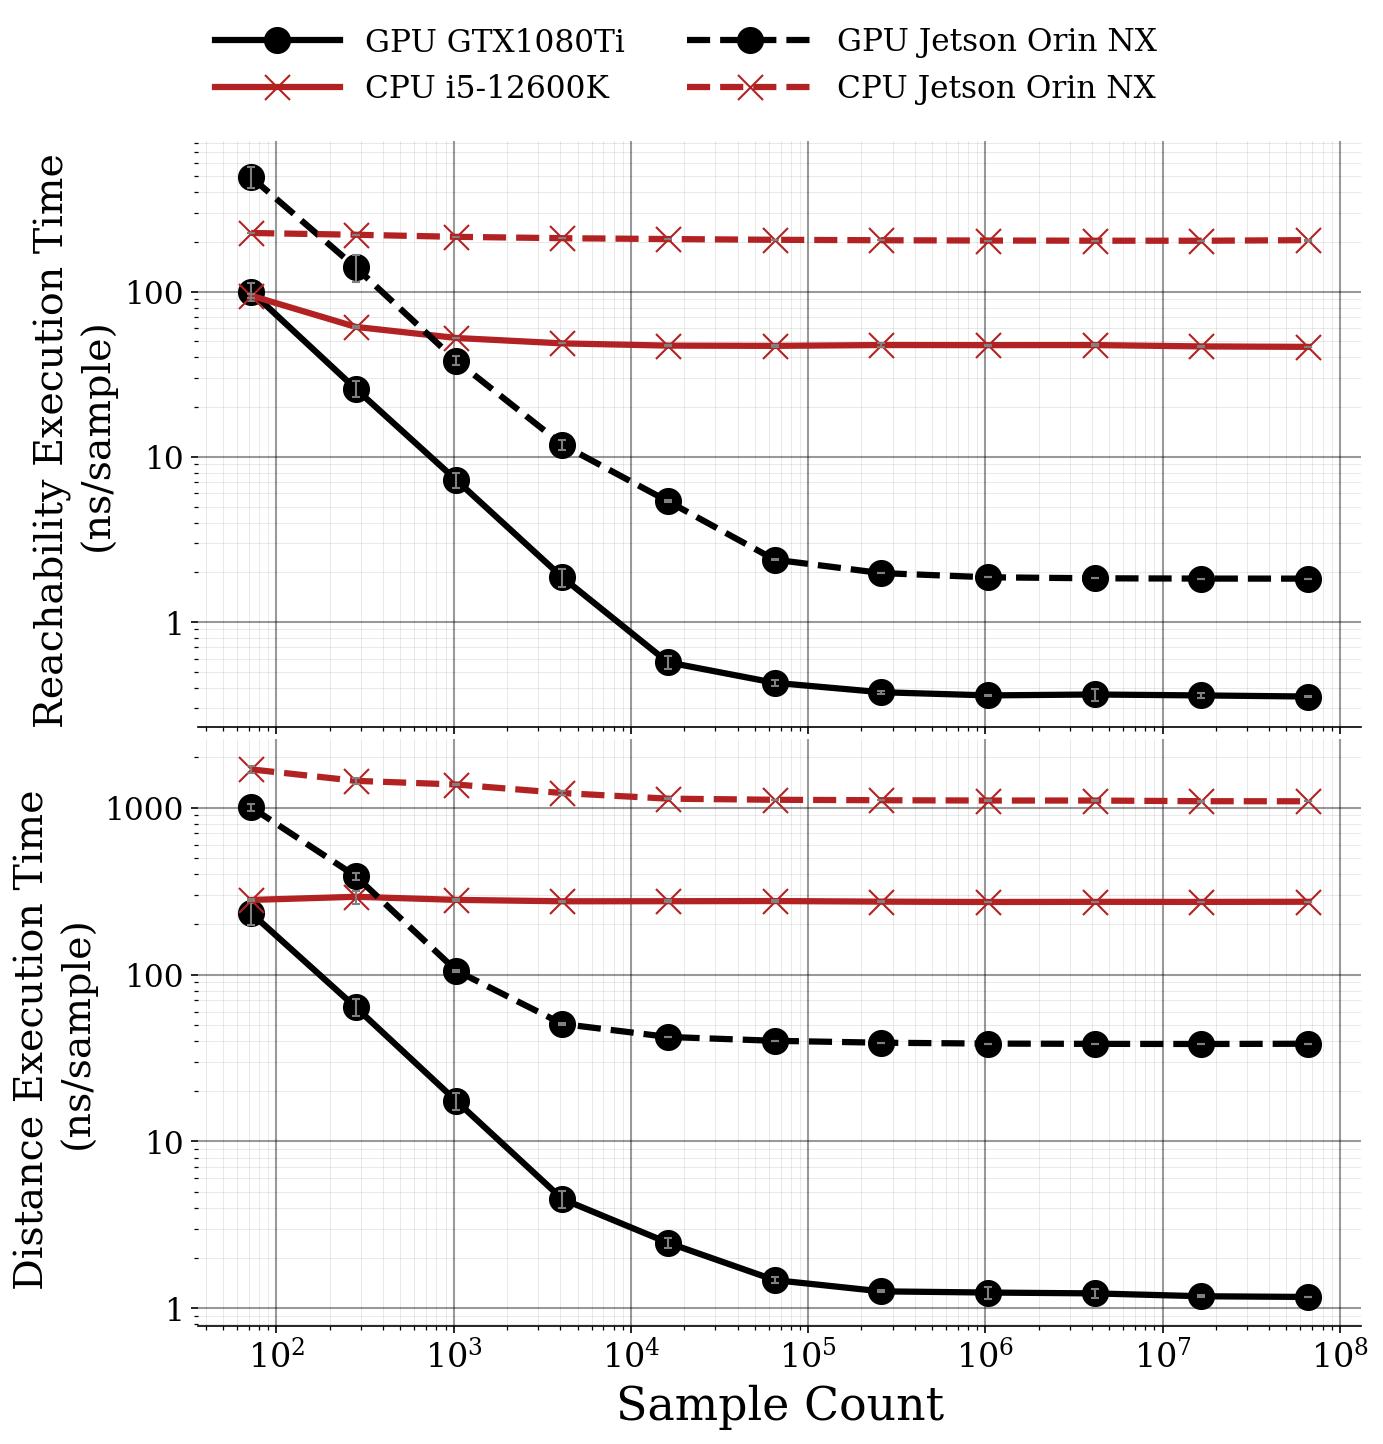 GPU GTX1080Ti
GPU Jetson Orin NX
CPU i5-12600K
CPU Jetson Orin NX
Reachability Execution Time
(ns/sample)
100
10
1
Distance Execution Time
(ns/sample)
1000
100
10
1
10²
10³
10⁴
10⁵
10⁶
10⁷
10⁸
Sample Count